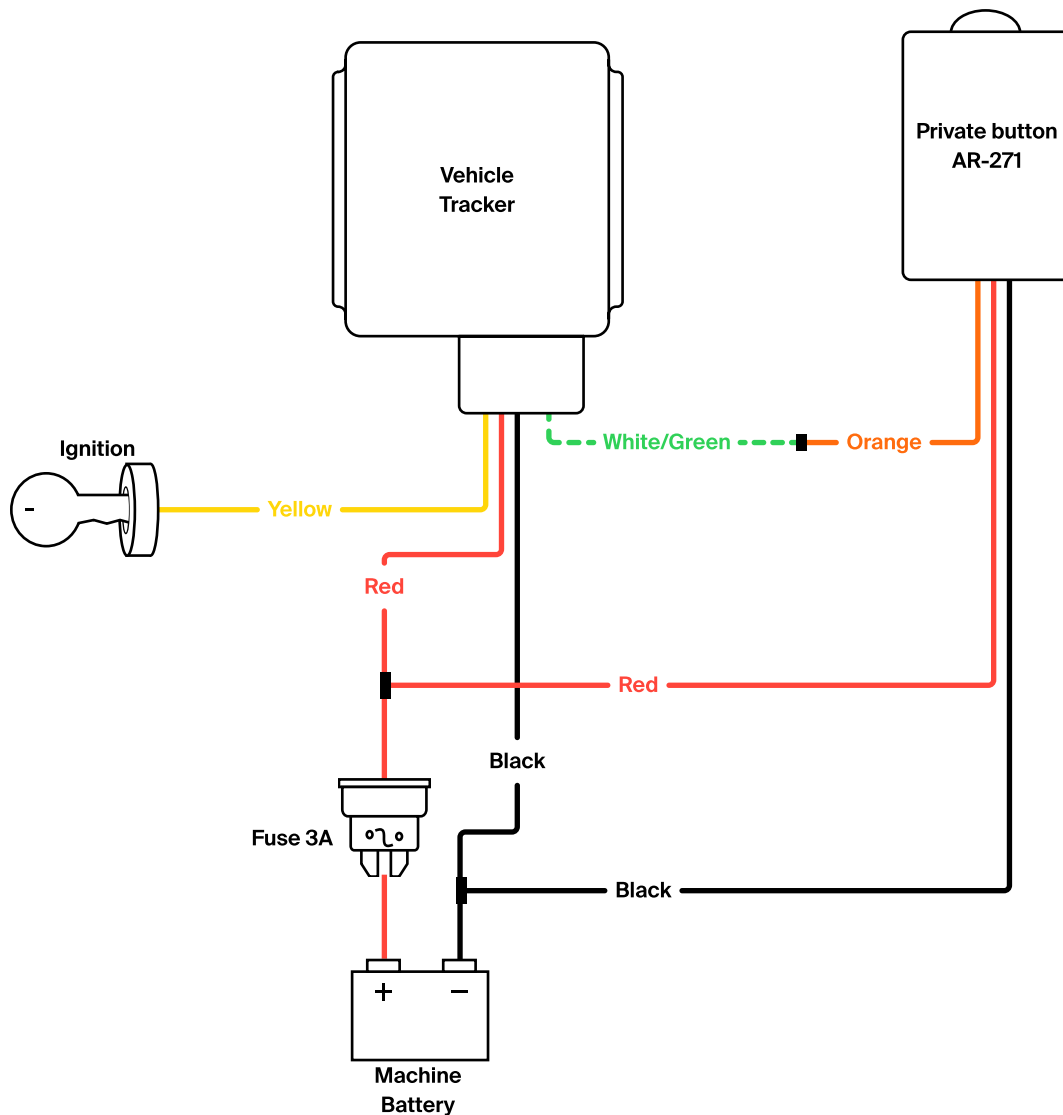 Private button
AR-271
Vehicle
Tracker
Ignition
-
White/Green
Orange
Yellow
Red
Red
Black
Fuse 3A
Black
+ −
Machine
Battery